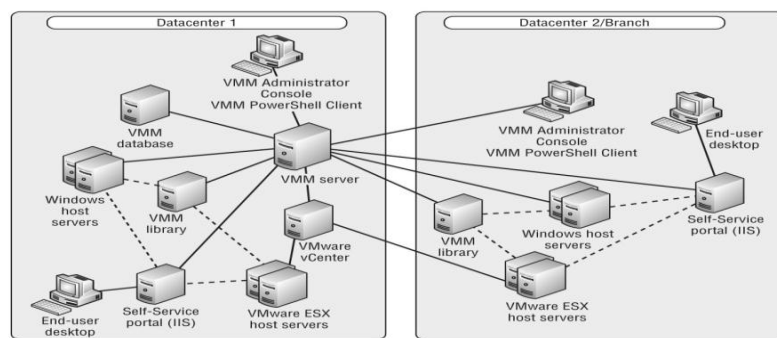 Datacenter 1
VMM Administrator
Console
VMM PowerShell Client
VMM
database
VMM server
Windows
host
servers
VMM
library
VMware
vCenter
End-user
desktop
Self-Service
portal (IIS)
VMware ESX
host servers
Datacenter 2/Branch
VMM Administrator
Console
VMM PowerShell Client
End-user
desktop
VMM
library
Windows host
servers
Self-Service
portal (IIS)
VMware ESX
host servers